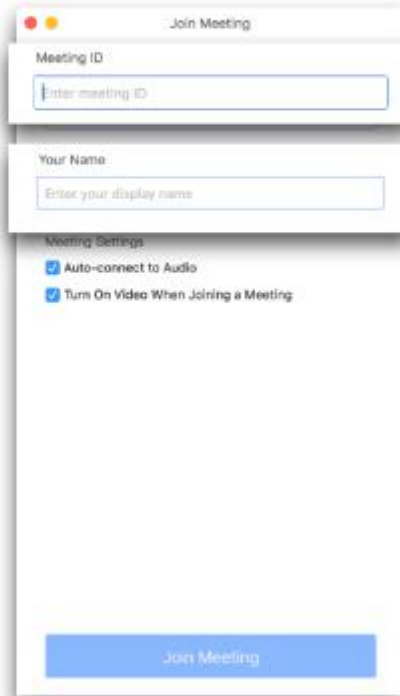 Join Meeting
Meeting ID
Enter meeting ID
Your Name
Enter your display name
Meeting Settings
Auto-connect to Audio
Turn On Video When Joining a Meeting
Join Meeting